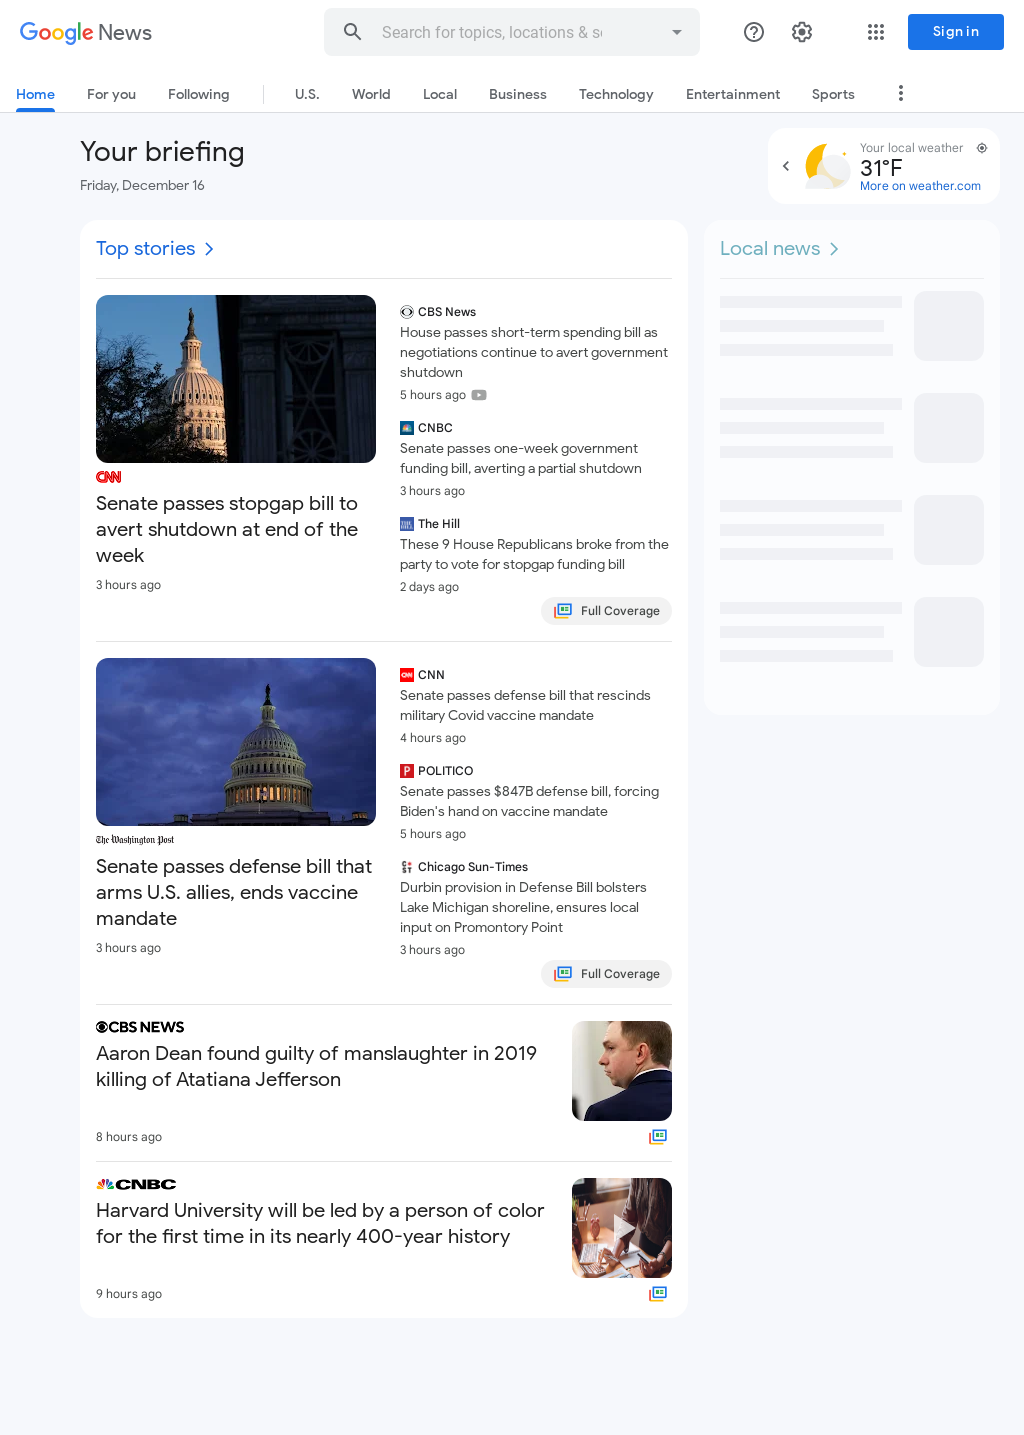 Google News
Search for topics, locations & so
Sign in
Home
For you
Following
U.S.
World
Local
Business
Technology
Entertainment
Sports
Your briefing
Friday, December 16
Your local weather
31°F
More on weather.com
Top stories
Local news
CNN
Senate passes stopgap bill to
avert shutdown at end of the
week
3 hours ago
CBS News
House passes short-term spending bill as
negotiations continue to avert government
shutdown
5 hours ago
CNBC
Senate passes one-week government
funding bill, averting a partial shutdown
3 hours ago
THE HILL
The Hill
These 9 House Republicans broke from the
party to vote for stopgap funding bill
2 days ago
Full Coverage
The Washington Post
Senate passes defense bill that
arms U.S. allies, ends vaccine
mandate
3 hours ago
CNN
CNN
Senate passes defense bill that rescinds
military Covid vaccine mandate
4 hours ago
P
POLITICO
Senate passes $847B defense bill, forcing
Biden's hand on vaccine mandate
5 hours ago
Chicago Sun-Times
Durbin provision in Defense Bill bolsters
Lake Michigan shoreline, ensures local
input on Promontory Point
3 hours ago
Full Coverage
CBS NEWS
Aaron Dean found guilty of manslaughter in 2019
killing of Atatiana Jefferson
8 hours ago
CNBC
Harvard University will be led by a person of color
for the first time in its nearly 400-year history
9 hours ago